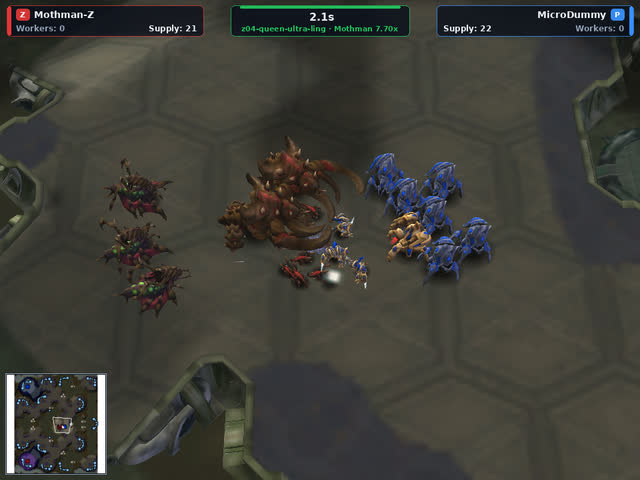 Z Mothman-Z
Workers: 0 Supply: 21
2.1s
z04-queen-ultra-ling · Mothman 7.70x
MicroDummy P
Supply: 22 Workers: 0